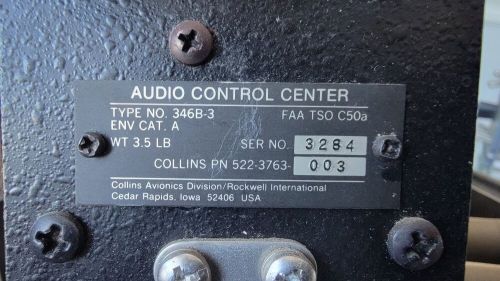 AUDIO CONTROL CENTER
TYPE NO. 346B-3 FAA TSO C50a
ENV CAT. A
WT 3.5 LB SER NO. 3284
COLLINS PN 522-3763- 003
Collins Avionics Division/Rockwell International
Cedar Rapids, Iowa 52406 USA